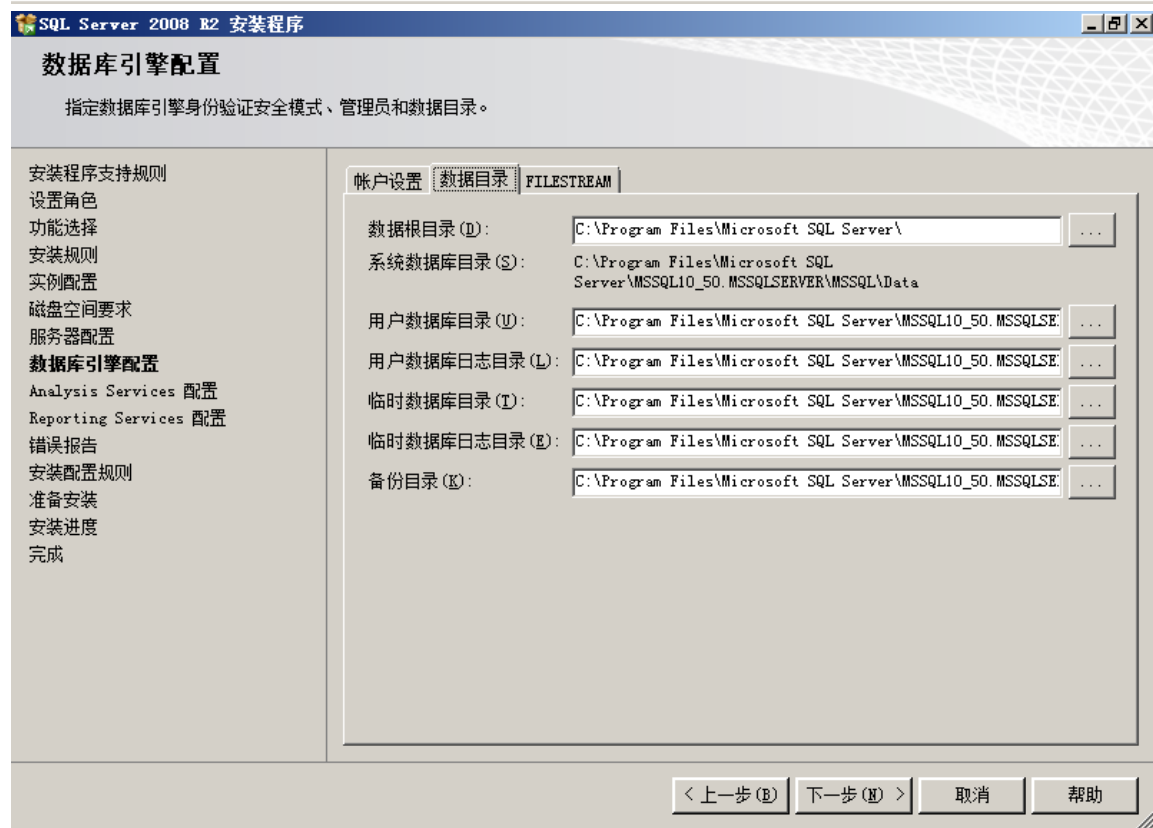 SQL Server 2008 R2 安装程序
数据库引擎配置
指定数据库引擎身份验证安全模式、管理员和数据目录。
安装程序支持规则
设置角色
功能选择
安装规则
实例配置
磁盘空间要求
服务器配置
数据库引擎配置
Analysis Services 配置
Reporting Services 配置
错误报告
安装配置规则
准备安装
安装进度
完成
帐户设置 数据目录 FILESTREAM
数据根目录(D): C:\Program Files\Microsoft SQL Server\ ...
系统数据库目录(S): C:\Program Files\Microsoft SQL
Server\MSSQL10_50.MSSQLSERVER\MSSQL\Data
用户数据库目录(U): C:\Program Files\Microsoft SQL Server\MSSQL10_50.MSSQLSE ...
用户数据库日志目录(L): C:\Program Files\Microsoft SQL Server\MSSQL10_50.MSSQLSE ...
临时数据库目录(T): C:\Program Files\Microsoft SQL Server\MSSQL10_50.MSSQLSE ...
临时数据库日志目录(E): C:\Program Files\Microsoft SQL Server\MSSQL10_50.MSSQLSE ...
备份目录(K): C:\Program Files\Microsoft SQL Server\MSSQL10_50.MSSQLSE ...
< 上一步(B) 下一步(N) > 取消 帮助